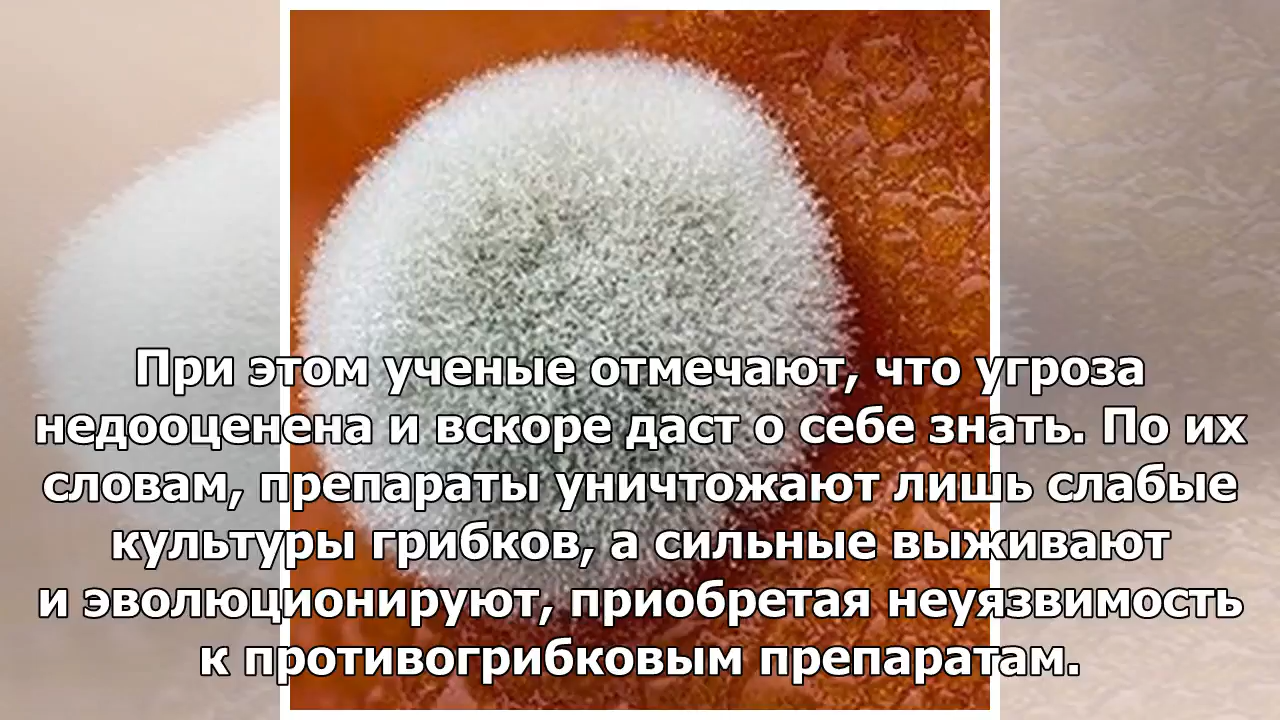 При этом ученые отмечают, что угроза
недооценена и вскоре даст о себе знать. По их
словам, препараты уничтожают лишь слабые
культуры грибков, а сильные выживают
и эволюционируют, приобретая неуязвимость
к противогрибковым препаратам.